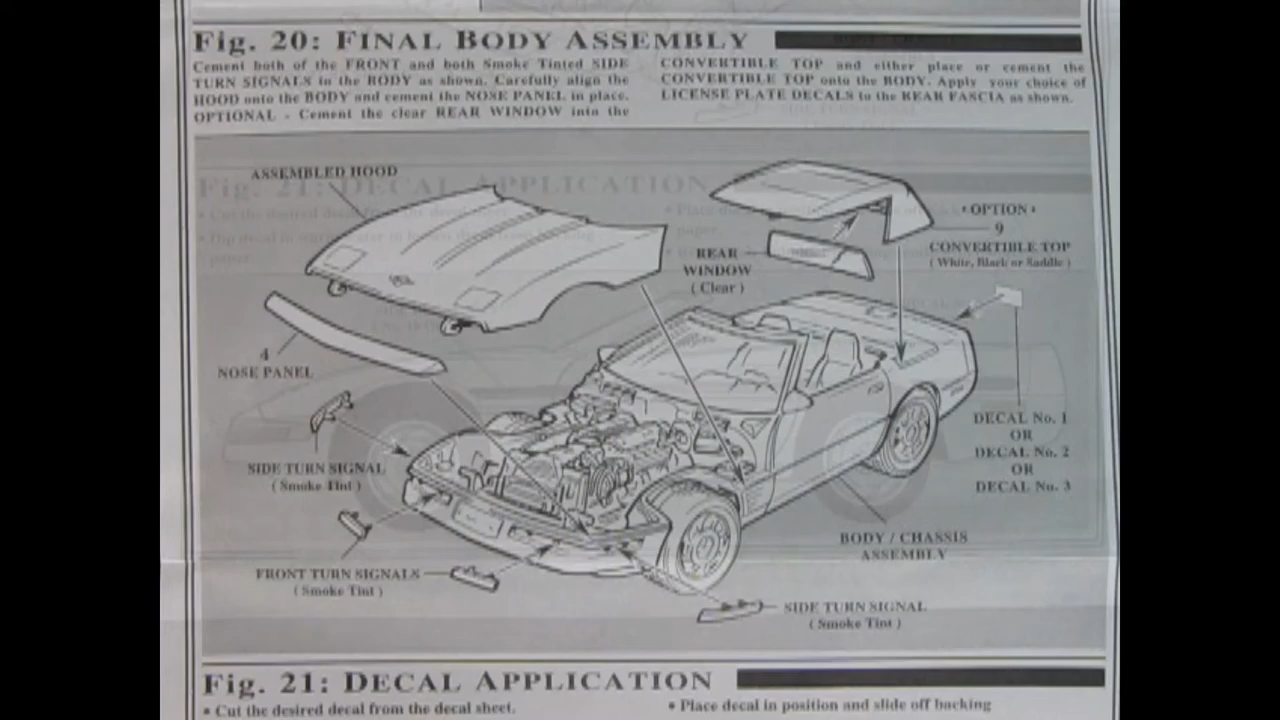 Fig. 20: FINAL BODY ASSEMBLY
Cement both of the FRONT and both Smoke Tinted SIDE
TURN SIGNALS to the BODY as shown. Carefully align the
HOOD onto the BODY and cement the NOSE PANEL in place.
OPTIONAL - Cement the clear REAR WINDOW into the
CONVERTIBLE TOP and either place or cement the
CONVERTIBLE TOP onto the BODY. Apply your choice of
LICENSE PLATE DECALS to the REAR FASCIA as shown.
ASSEMBLED HOOD
• OPTION •
9
CONVERTIBLE TOP
( White, Black or Saddle )
REAR
WINDOW
( Clear )
4
NOSE PANEL
SIDE TURN SIGNAL
( Smoke Tint )
DECAL No. 1
OR
DECAL No. 2
OR
DECAL No. 3
BODY / CHASSIS
ASSEMBLY
FRONT TURN SIGNALS
( Smoke Tint )
SIDE TURN SIGNAL
( Smoke Tint )
Fig. 21: DECAL APPLICATION
• Cut the desired decal from the decal sheet.
• Place decal in position and slide off backing